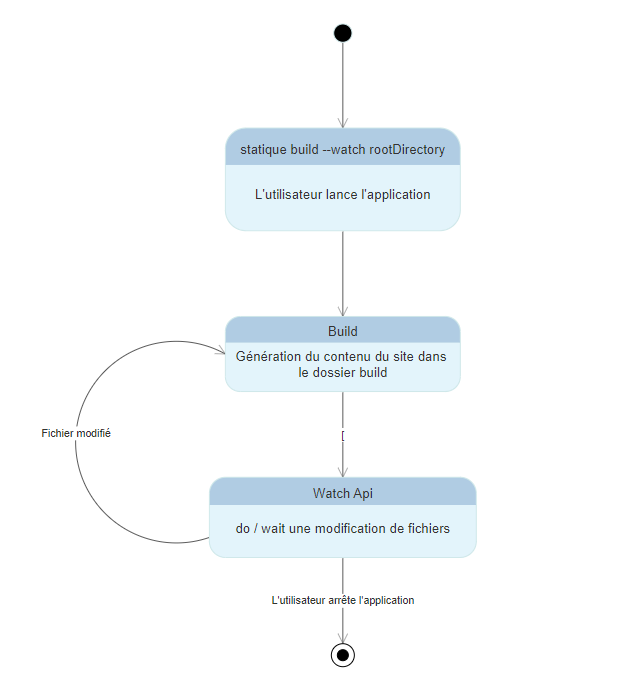 statique build --watch rootDirectory
L'utilisateur lance l'application
Build
Génération du contenu du site dans
le dossier build
Fichier modifié
[
Watch Api
do / wait une modification de fichiers
L'utilisateur arrête l'application